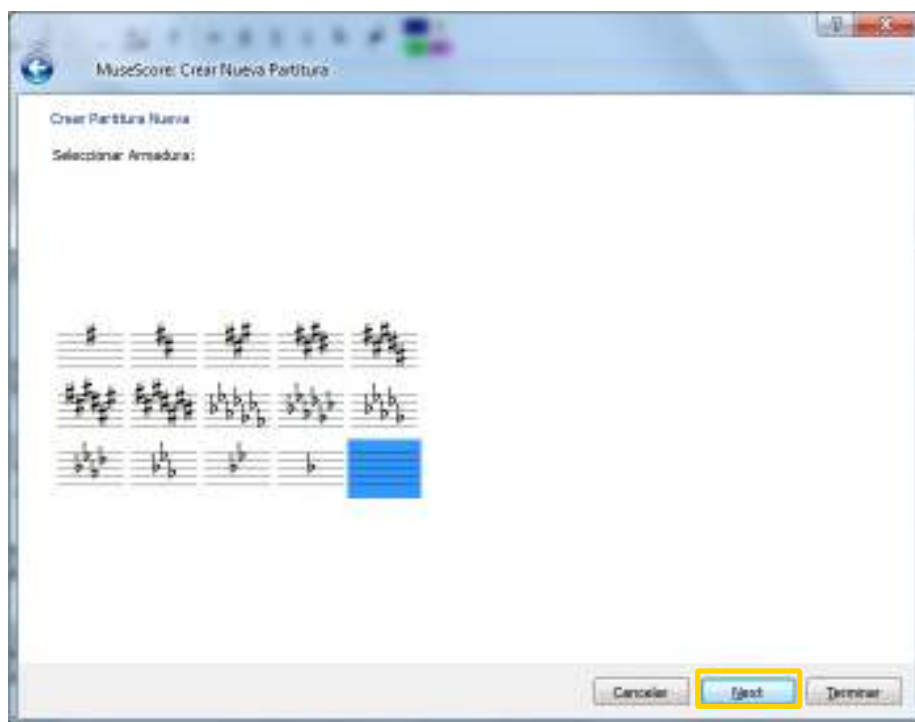 MuseScore: Crear Nueva Partitura
Crear Partitura Nueva
Seleccionar Armadura:
Cancelar Next Terminar